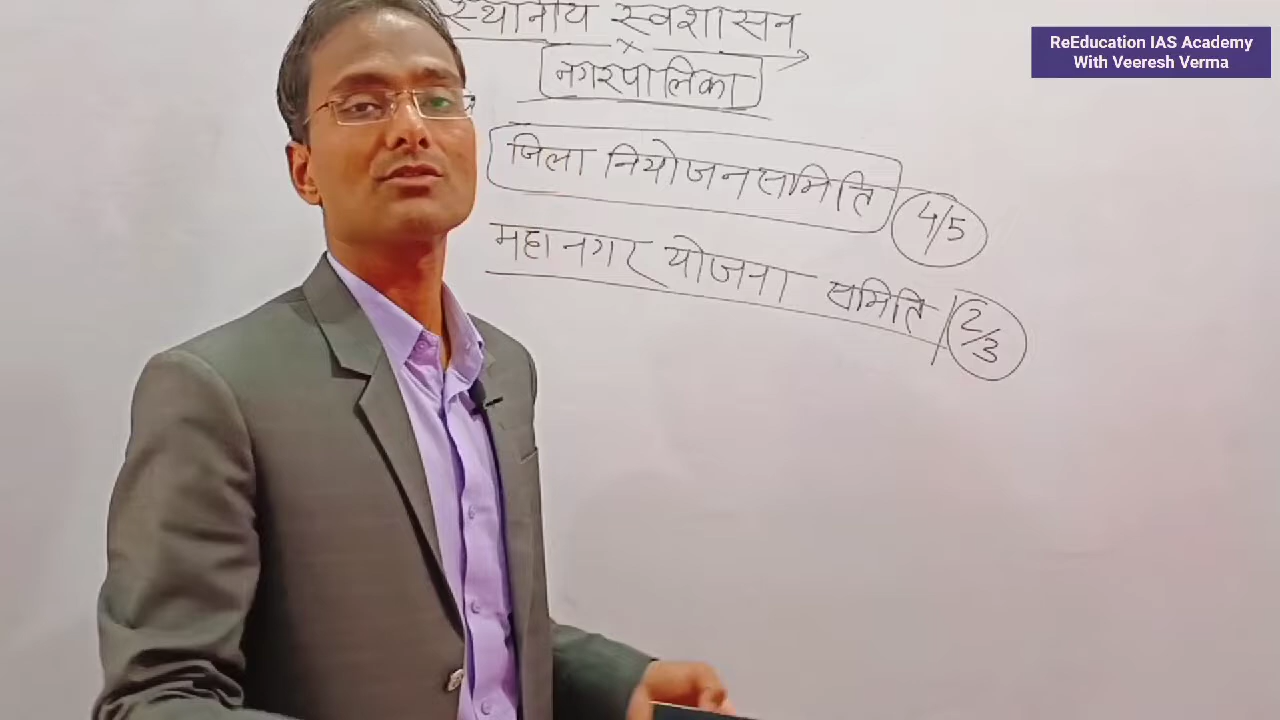 स्थानीय स्वशासन
ReEducation IAS Academy
With Veeresh Verma
नगरपालिका
जिला नियोजन समिति 4/5
महानगर योजना समिति 2/3